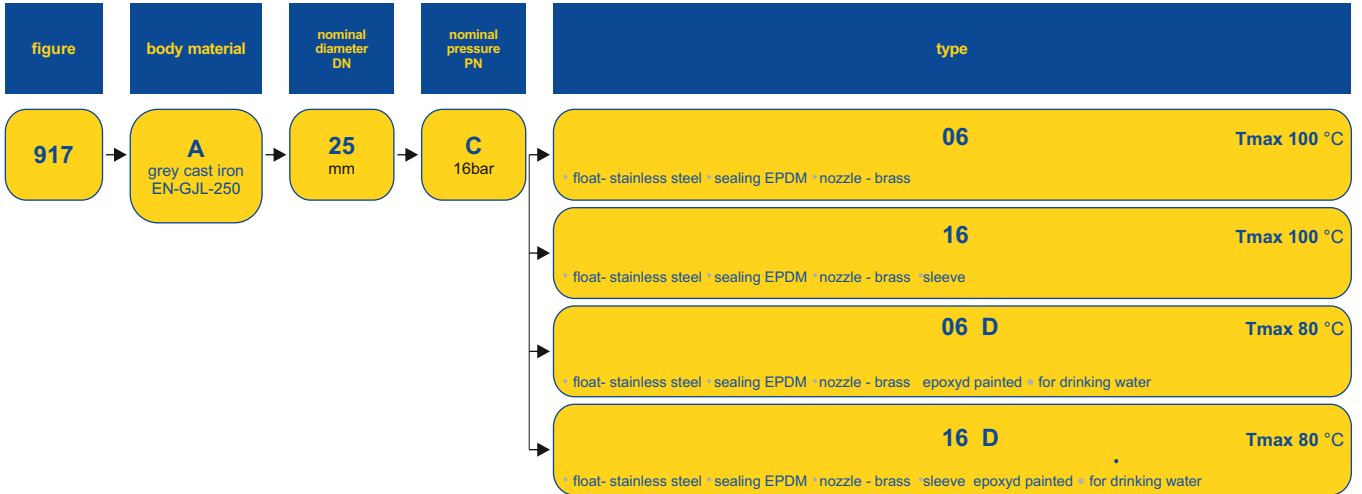 figure
body material
nominal
diameter
DN
nominal
pressure
PN
type
917
A
grey cast iron
EN-GJL-250
25
mm
C
16bar
06 Tmax 100 °C
• float- stainless steel • sealing EPDM • nozzle - brass
16 Tmax 100 °C
• float- stainless steel • sealing EPDM • nozzle - brass • sleeve
06 D Tmax 80 °C
• float- stainless steel • sealing EPDM • nozzle - brass epoxyd painted • for drinking water
16 D Tmax 80 °C
• float- stainless steel • sealing EPDM • nozzle - brass • sleeve epoxyd painted • for drinking water